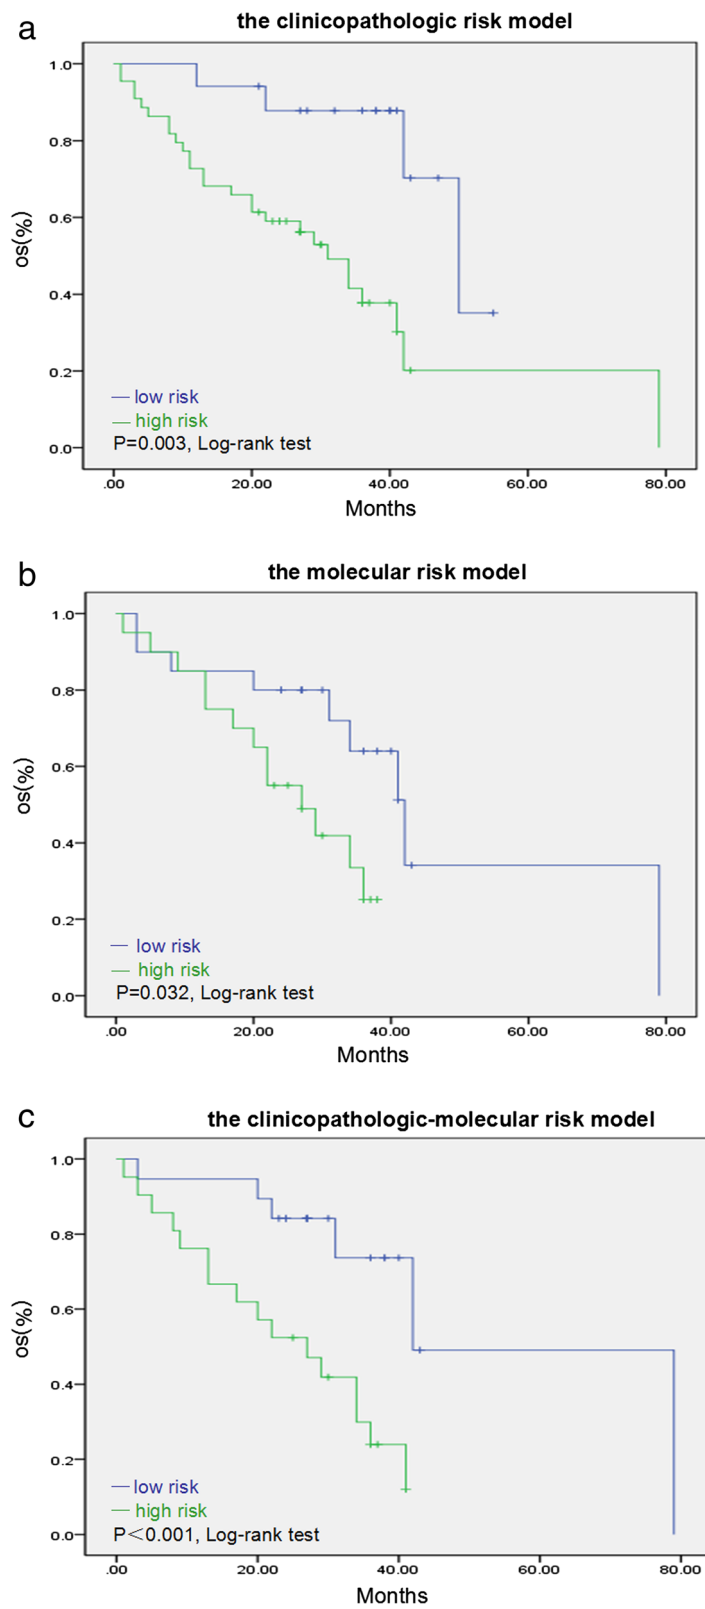 a
the clinicopathologic risk model
1.0
0.8
0.6
0.4
0.2
0.0
os(%)
low risk
high risk
P=0.003, Log-rank test
.00 20.00 40.00 60.00 80.00
Months
b
the molecular risk model
1.0
0.8
0.6
0.4
0.2
0.0
os(%)
low risk
high risk
P=0.032, Log-rank test
.00 20.00 40.00 60.00 80.00
Months
c
the clinicopathologic-molecular risk model
1.0
0.8
0.6
0.4
0.2
0.0
os(%)
low risk
high risk
P<0.001, Log-rank test
.00 20.00 40.00 60.00 80.00
Months